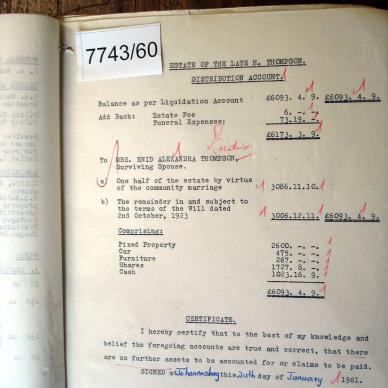 7743/60
ESTATE OF THE LATE H. THOMPSON.
DISTRIBUTION ACCOUNT.
Balance as per Liquidation Account £6093. 4. 9. £6093. 4. 9.
Add Back: Estate Fee 6. -. -.
Funeral Expenses; 73.19. -.
£6173. 3. 9.
To MRS. ENID ALEXANDRA THOMPSON,
Surviving Spouse.
a) One half of the estate by virtue
of the community marriage 3086.11.10.
b) The remainder in and subject to
the terms of the Will dated
2nd October, 1923 3006.12.11 £6093. 4. 9.
Comprising:
Fixed Property 2600. -. -.
Car 475. -. -.
Furniture 267. -. -.
Shares 1727. 8. -.
Cash 1023.16. 9.
£6093. 4. 9.
CERTIFICATE.
I hereby certify that to the best of my knowledge and
belief the foregoing accounts are true and correct, that there
are no further assets to be accounted for or claims to be paid.
SIGNED at Johannesburg this 20th day of January 1961.